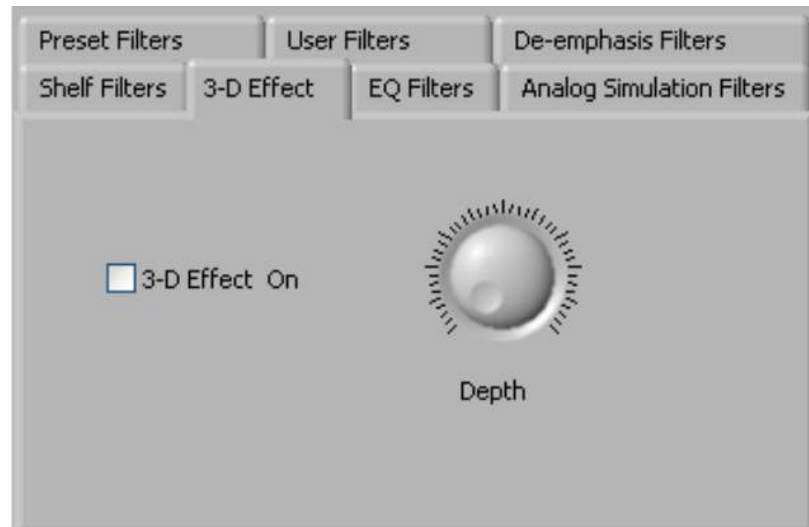 Preset Filters User Filters De-emphasis Filters
Shelf Filters 3-D Effect EQ Filters Analog Simulation Filters
3-D Effect On
Depth